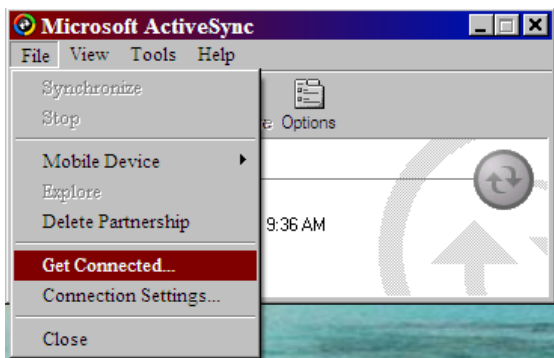 Microsoft ActiveSync
File View Tools Help
Synchronize
Stop
Options
Mobile Device
Explore
9:36 AM
Delete Partnership
Get Connected...
Connection Settings...
Close